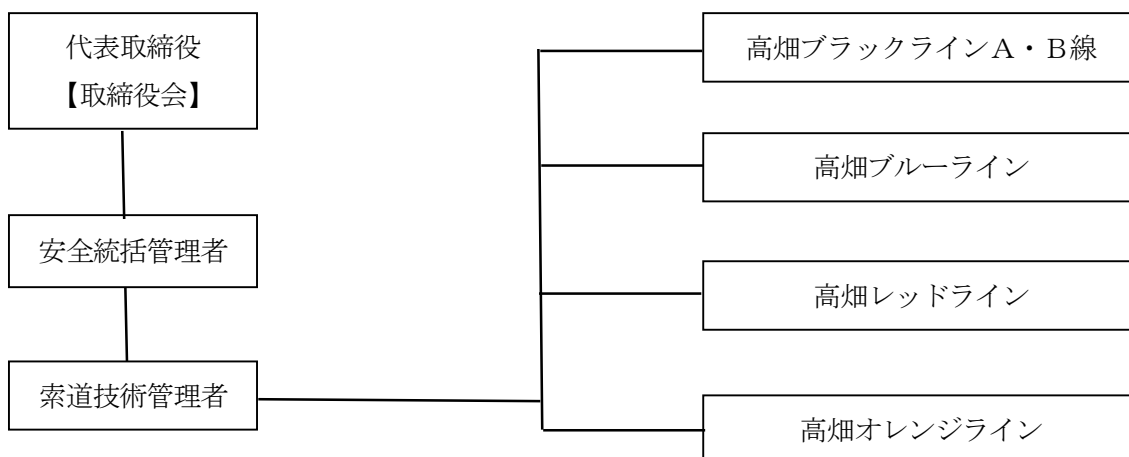 代表取締役
【取締役会】
安全統括管理者
索道技術管理者
高畑ブラックラインＡ・Ｂ線
高畑ブルーライン
高畑レッドライン
高畑オレンジライン